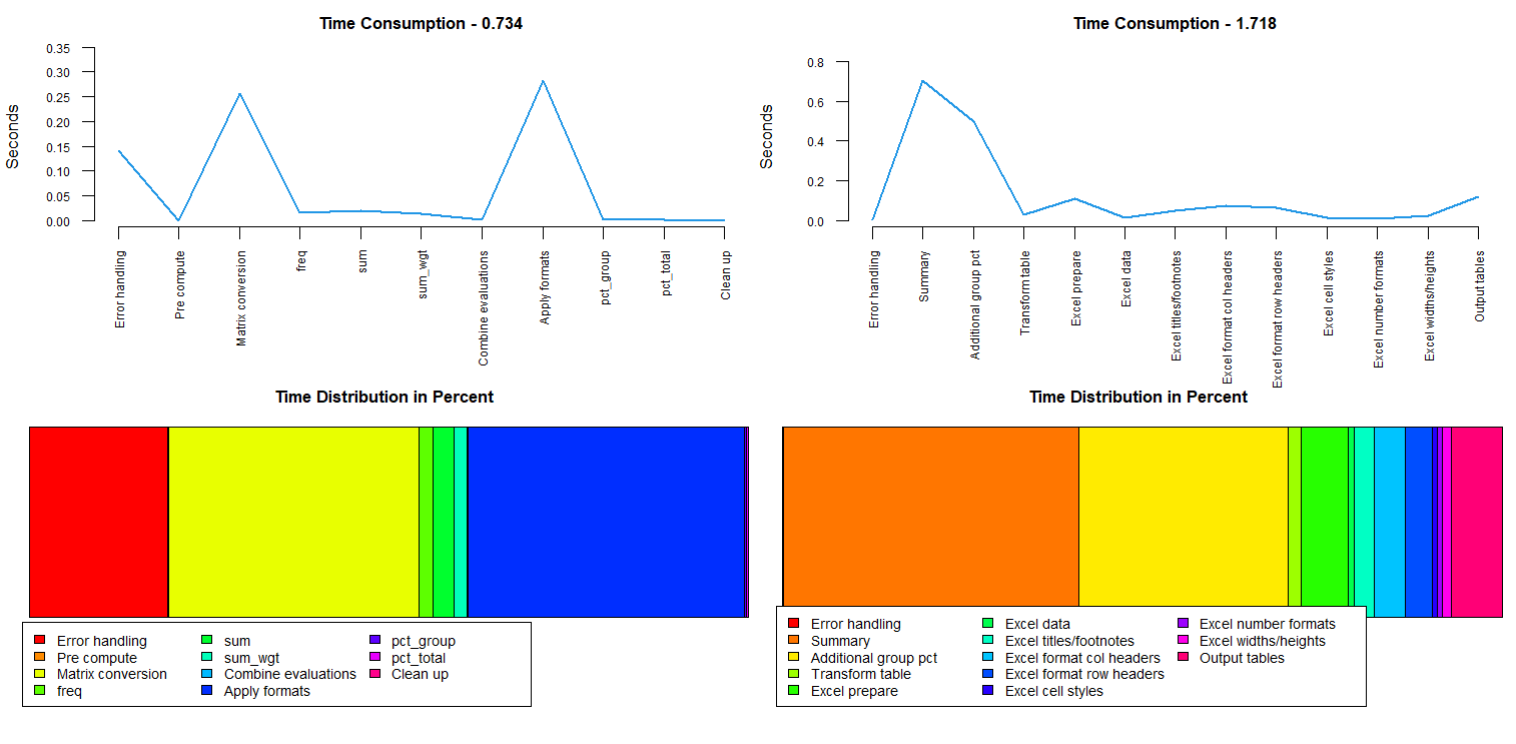 Time Consumption - 0.734
Seconds
0.35
0.30
0.25
0.20
0.15
0.10
0.05
0.00
Error handling
Pre compute
Matrix conversion
freq
sum
sum_wgt
Combine evaluations
Apply formats
pct_group
pct_total
Clean up
Time Distribution in Percent
Error handling
Pre compute
Matrix conversion
freq
sum
sum_wgt
Combine evaluations
Apply formats
pct_group
pct_total
Clean up
Time Consumption - 1.718
Seconds
0.8
0.6
0.4
0.2
0.0
Error handling
Summary
Additional group pct
Transform table
Excel prepare
Excel data
Excel titles/footnotes
Excel format col headers
Excel format row headers
Excel cell styles
Excel number formats
Excel widths/heights
Output tables
Time Distribution in Percent
Error handling
Summary
Additional group pct
Transform table
Excel prepare
Excel data
Excel titles/footnotes
Excel format col headers
Excel format row headers
Excel cell styles
Excel number formats
Excel widths/heights
Output tables